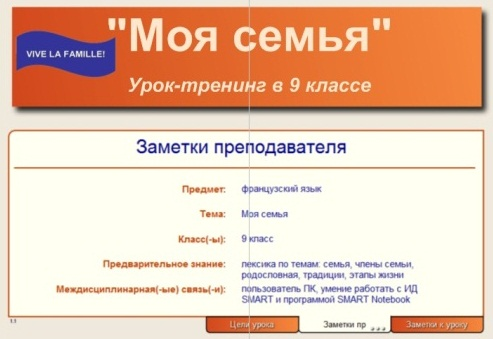 "Моя семья"
VIVE LA FAMILLE!
Урок-тренинг в 9 классе
Заметки преподавателя
Предмет: французский язык
Тема: Моя семья
Класс(-ы): 9 класс
Предварительное знание: лексика по темам: семья, члены семьи,
родословная, традиции, этапы жизни
Междисциплинарная(-ые) связь(-и): пользователь ПК, умение работать с ИД
SMART и программой SMART Notebook
Цели урока Заметки пр ... Заметки к уроку